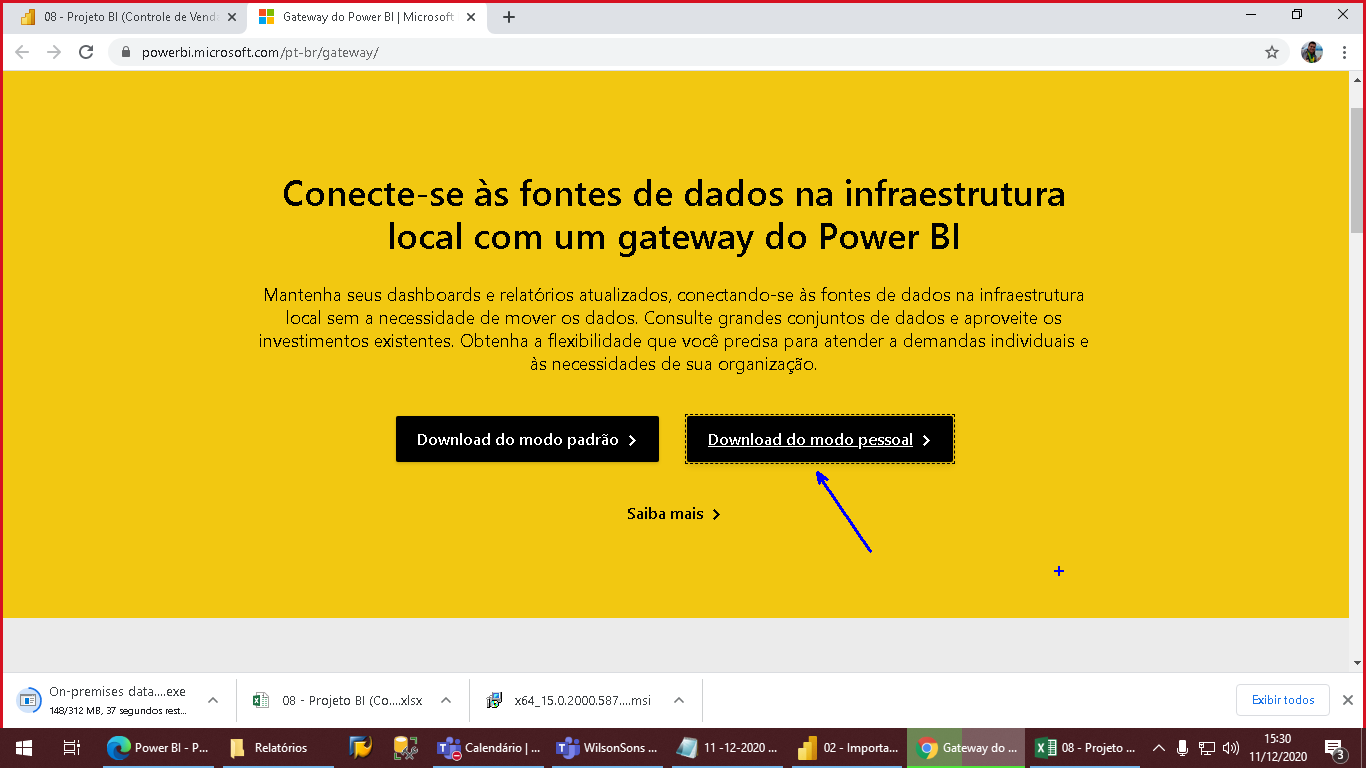 08 - Projeto BI (Controle de Vend
Gateway do Power BI | Microsoft
powerbi.microsoft.com/pt-br/gateway/
Conecte-se às fontes de dados na infraestrutura
local com um gateway do Power BI
Mantenha seus dashboards e relatórios atualizados, conectando-se às fontes de dados na infraestrutura
local sem a necessidade de mover os dados. Consulte grandes conjuntos de dados e aproveite os
investimentos existentes. Obtenha a flexibilidade que você precisa para atender a demandas individuais e
às necessidades de sua organização.
Download do modo padrão
Download do modo pessoal
Saiba mais
On-premises data....exe
148/312 MB, 37 segundos rest...
08 - Projeto BI (Co....xlsx
x64_15.0.2000.587....msi
Exibir todos
Power BI - P...
Relatórios
Calendário | ...
WilsonSons ...
11 -12-2020 ...
02 - Importa...
Gateway do ...
08 - Projeto ...
15:30
11/12/2020
3